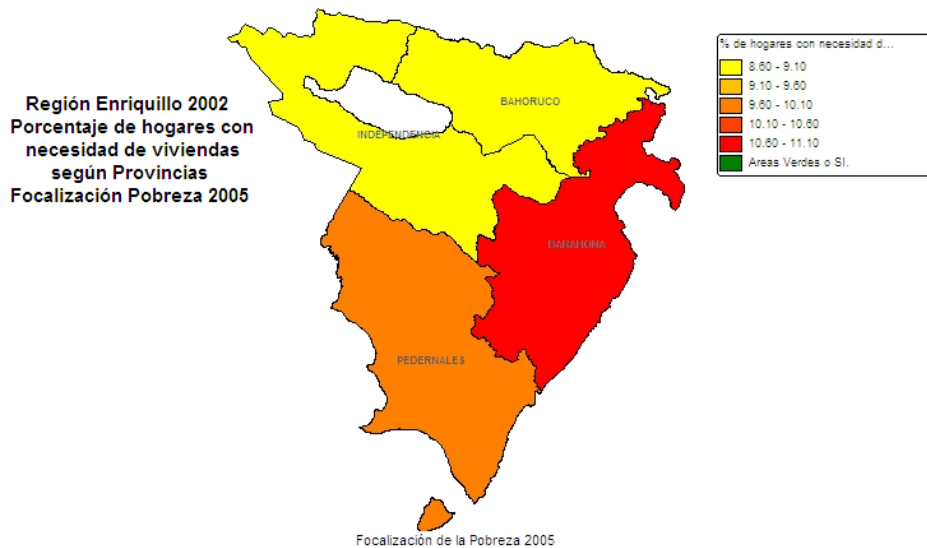 Región Enriquillo 2002
Porcentaje de hogares con
necesidad de viviendas
según Provincias
Focalización Pobreza 2005
% de hogares con necesidad d...
8.60 - 9.10
9.10 - 9.60
9.60 - 10.10
10.10 - 10.60
10.60 - 11.10
Areas Verdes o SI.
BAHORUCO
INDEPENDENCIA
BARAHONA
PEDERNALES
Focalización de la Pobreza 2005